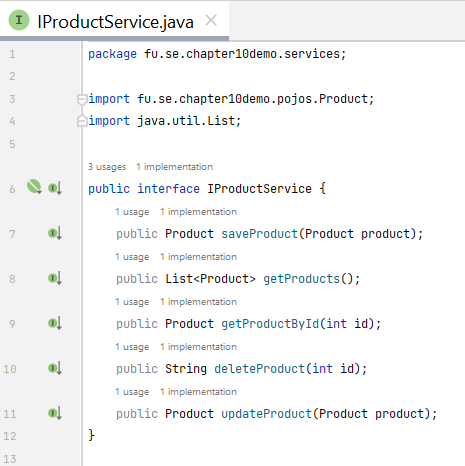 I IProductService.java
1 package fu.se.chapter10demo.services;
2
3 import fu.se.chapter10demo.pojos.Product;
4 import java.util.List;
5
3 usages 1 implementation
6 public interface IProductService {
1 usage 1 implementation
7 public Product saveProduct(Product product);
1 usage 1 implementation
8 public List<Product> getProducts();
1 usage 1 implementation
9 public Product getProductById(int id);
1 usage 1 implementation
10 public String deleteProduct(int id);
1 usage 1 implementation
11 public Product updateProduct(Product product);
12 }
13